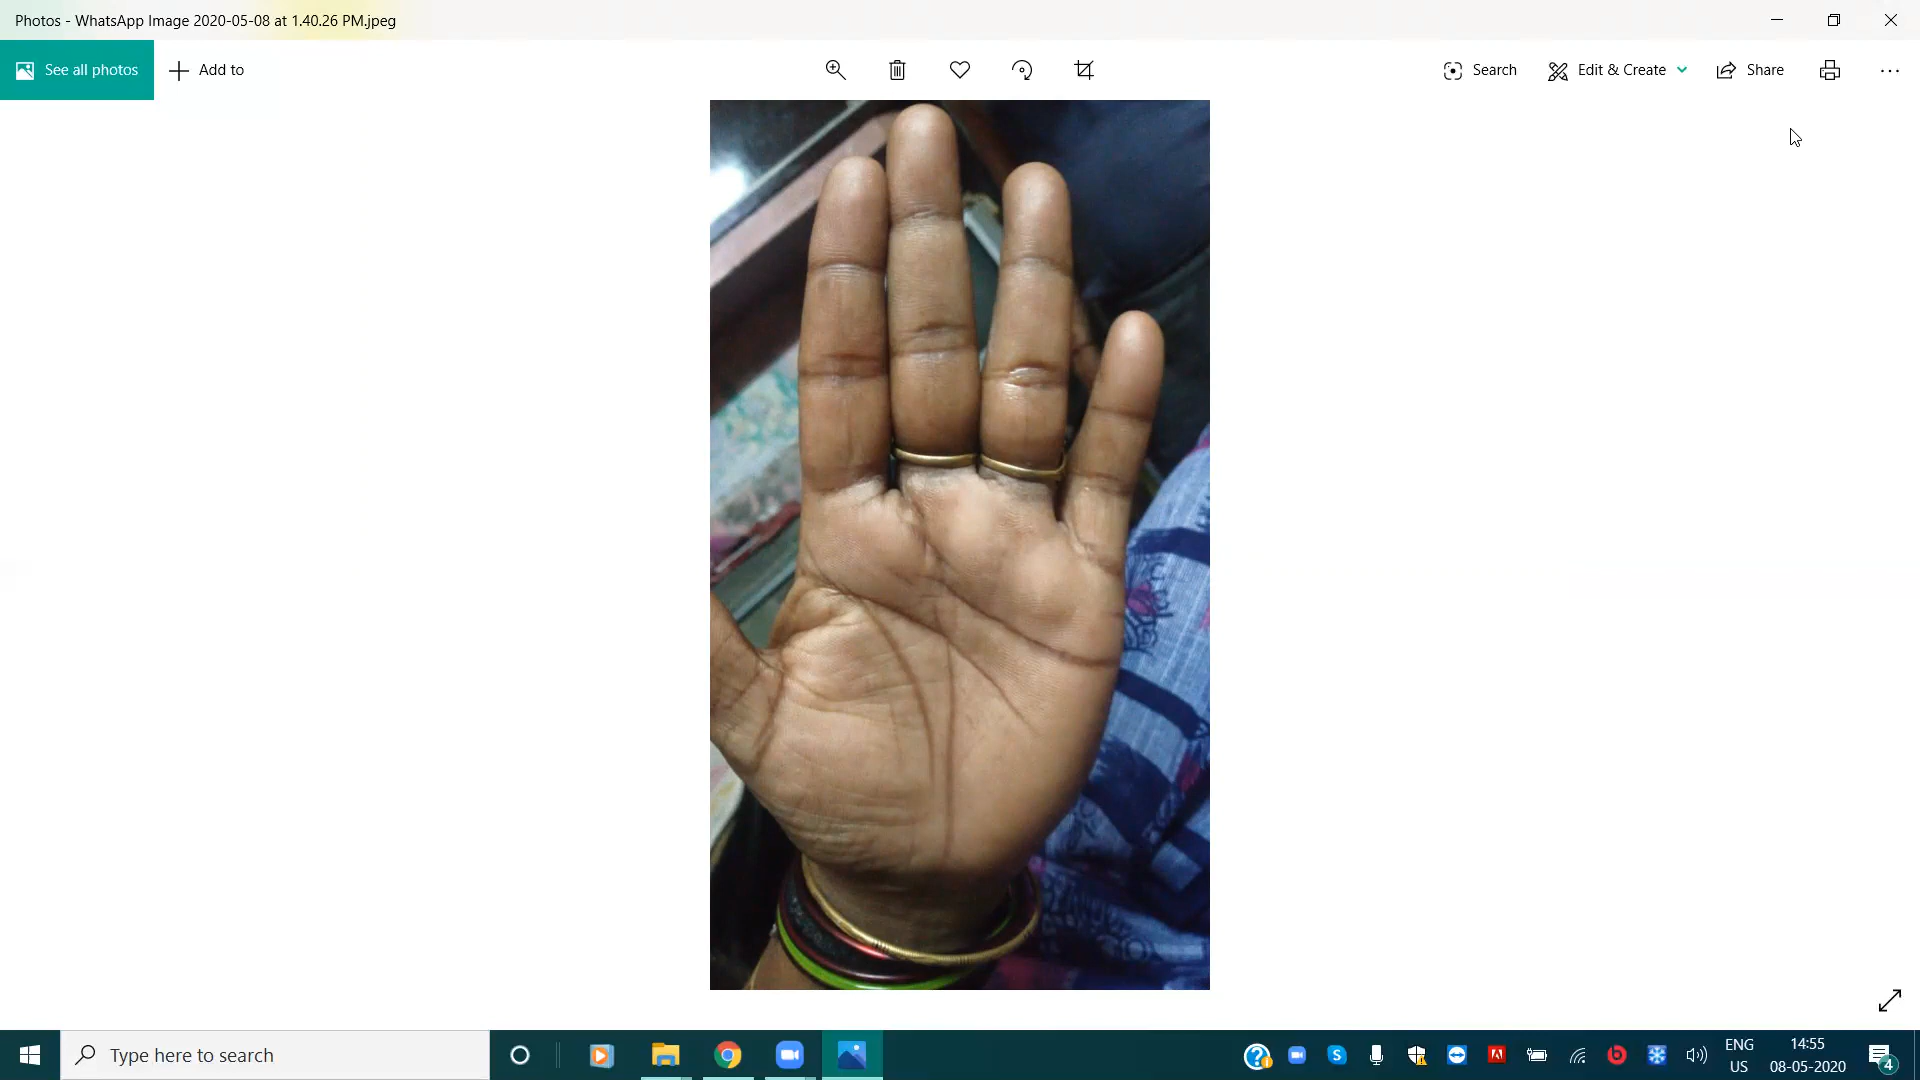 Photos - WhatsApp Image 2020-05-08 at 1.40.26 PM.jpeg
See all photos
Add to
Search
Edit & Create
Share
Type here to search
ENG
US
14:55
08-05-2020
4